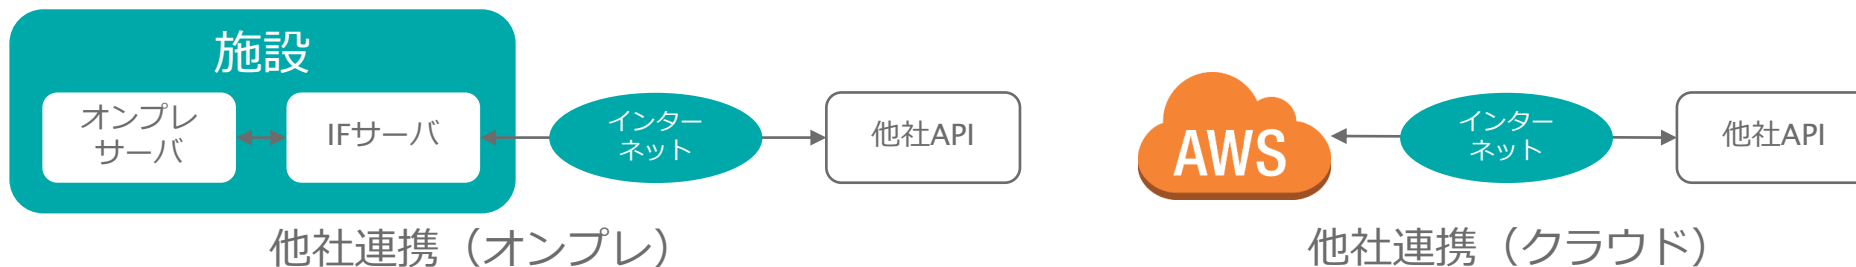 施設
オンプレ
サーバ
IFサーバ
インター
ネット
他社API
他社連携（オンプレ）
AWS
インター
ネット
他社API
他社連携（クラウド）